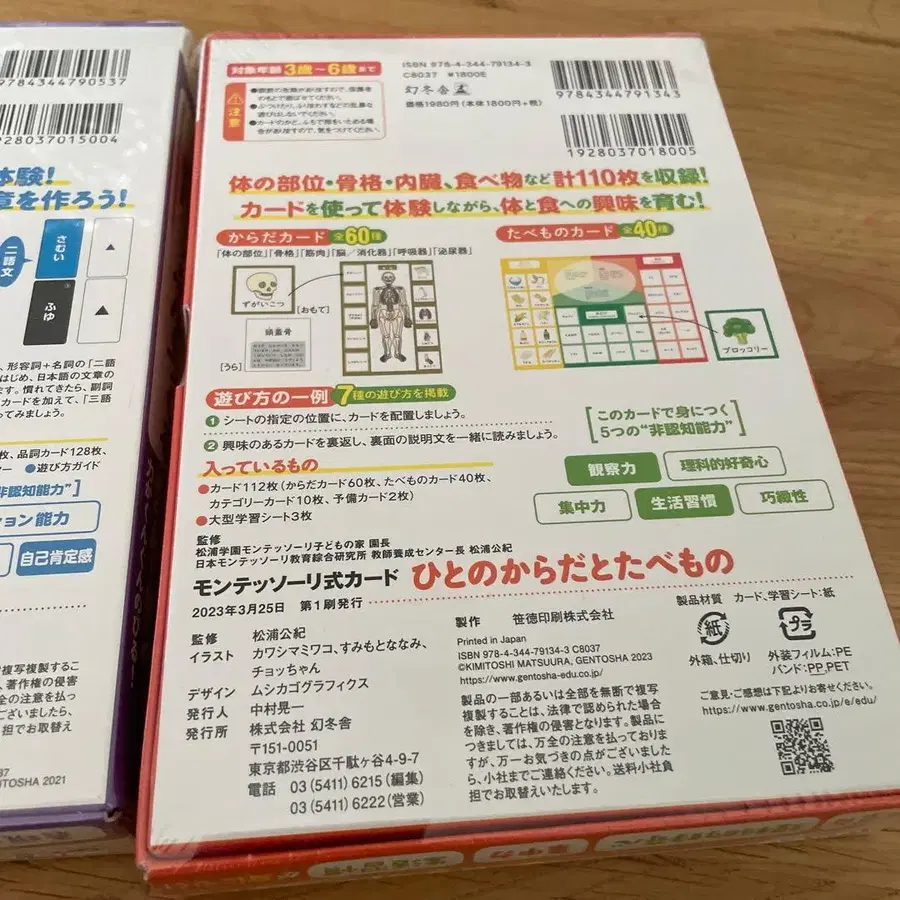 9784344790537
1928037015004
体験!
章を作ろう!
二語文
さむい
ふゆ
▲
▲
、形容詞+名詞の「二語
はじめ、日本語の文章の
ます。慣れてきたら、副詞
カードを加えて、「三語
ってみましょう。
枚、品詞カード128枚、
●遊び方ガイド
"非認知能力"]
ション能力
自己肯定感
複写複製するこ
、著作権の侵害
全の注意を払っ
ございましたら、
担でお取替え
GENTOSHA 2021
対象年齢3歳~6歳まで
注意
ISBN 978-4-344-79134-3
C8037 ¥1800E
幻冬舎
価格1980円(本体1800円+税)
9784344791343
1928037018005
体の部位・骨格・内臓、食べ物など計110枚を収録!
カードを使って体験しながら、体と食への興味を育む!
からだカード 全60種
「体の部位」「骨格」「筋肉」「脳/消化器」「呼吸器」「泌尿器」
ずがいこつ
[おもて]
頭蓋骨
[うら]
たべものカード 全40種
ブロッコリー
遊び方の一例 7種の遊び方を掲載
1 シートの指定の位置に、カードを配置しましょう。
2 興味のあるカードを裏返し、裏面の説明文を一緒に読みましょう。
[このカードで身につく
5つの"非認知能力"]
観察力
理科的好奇心
集中力
生活習慣
巧緻性
入っているもの
●カード112枚(からだカード60枚、たべものカード40枚、
カテゴリーカード10枚、予備カード2枚)
●大型学習シート3枚
監修
松浦学園モンテッソーリ子どもの家 園長
日本モンテッソーリ教育綜合研究所 教師養成センター長 松浦公紀
モンテッソーリ式カード ひとのからだとたべもの
2023年3月25日 第1刷発行
監修 松浦公紀
イラスト カワシマミワコ、すみもとななみ、
チョッちゃん
デザイン ムシカゴグラフィクス
発行人 中村晃一
発行所 株式会社 幻冬舎
〒151-0051
東京都渋谷区千駄ヶ谷4-9-7
電話 03(5411)6215(編集)
03(5411)6222(営業)
製作 笹徳印刷株式会社
Printed in Japan
ISBN 978-4-344-79134-3 C8037
©KIMITOSHI MATSUURA, GENTOSHA 2023
https://www.gentosha-edu.co.jp/
製品の一部あるいは全部を無断で複写
複製することは、法律で認められた場合
を除き、著作権の侵害となります。製品に
つきましては、万全の注意を払っております
が、万一お気づきの点がございました
ら、小社までご連絡ください。送料小社負
担でお取替えいたします。
製品材質 カード、学習シート:紙
紙
プラ
外箱、仕切り
外装フィルム:PE
バンド:PP,PET
ご意見・ご感想は下記よりお寄せください。
https://www.gentosha.co.jp/e/edu/